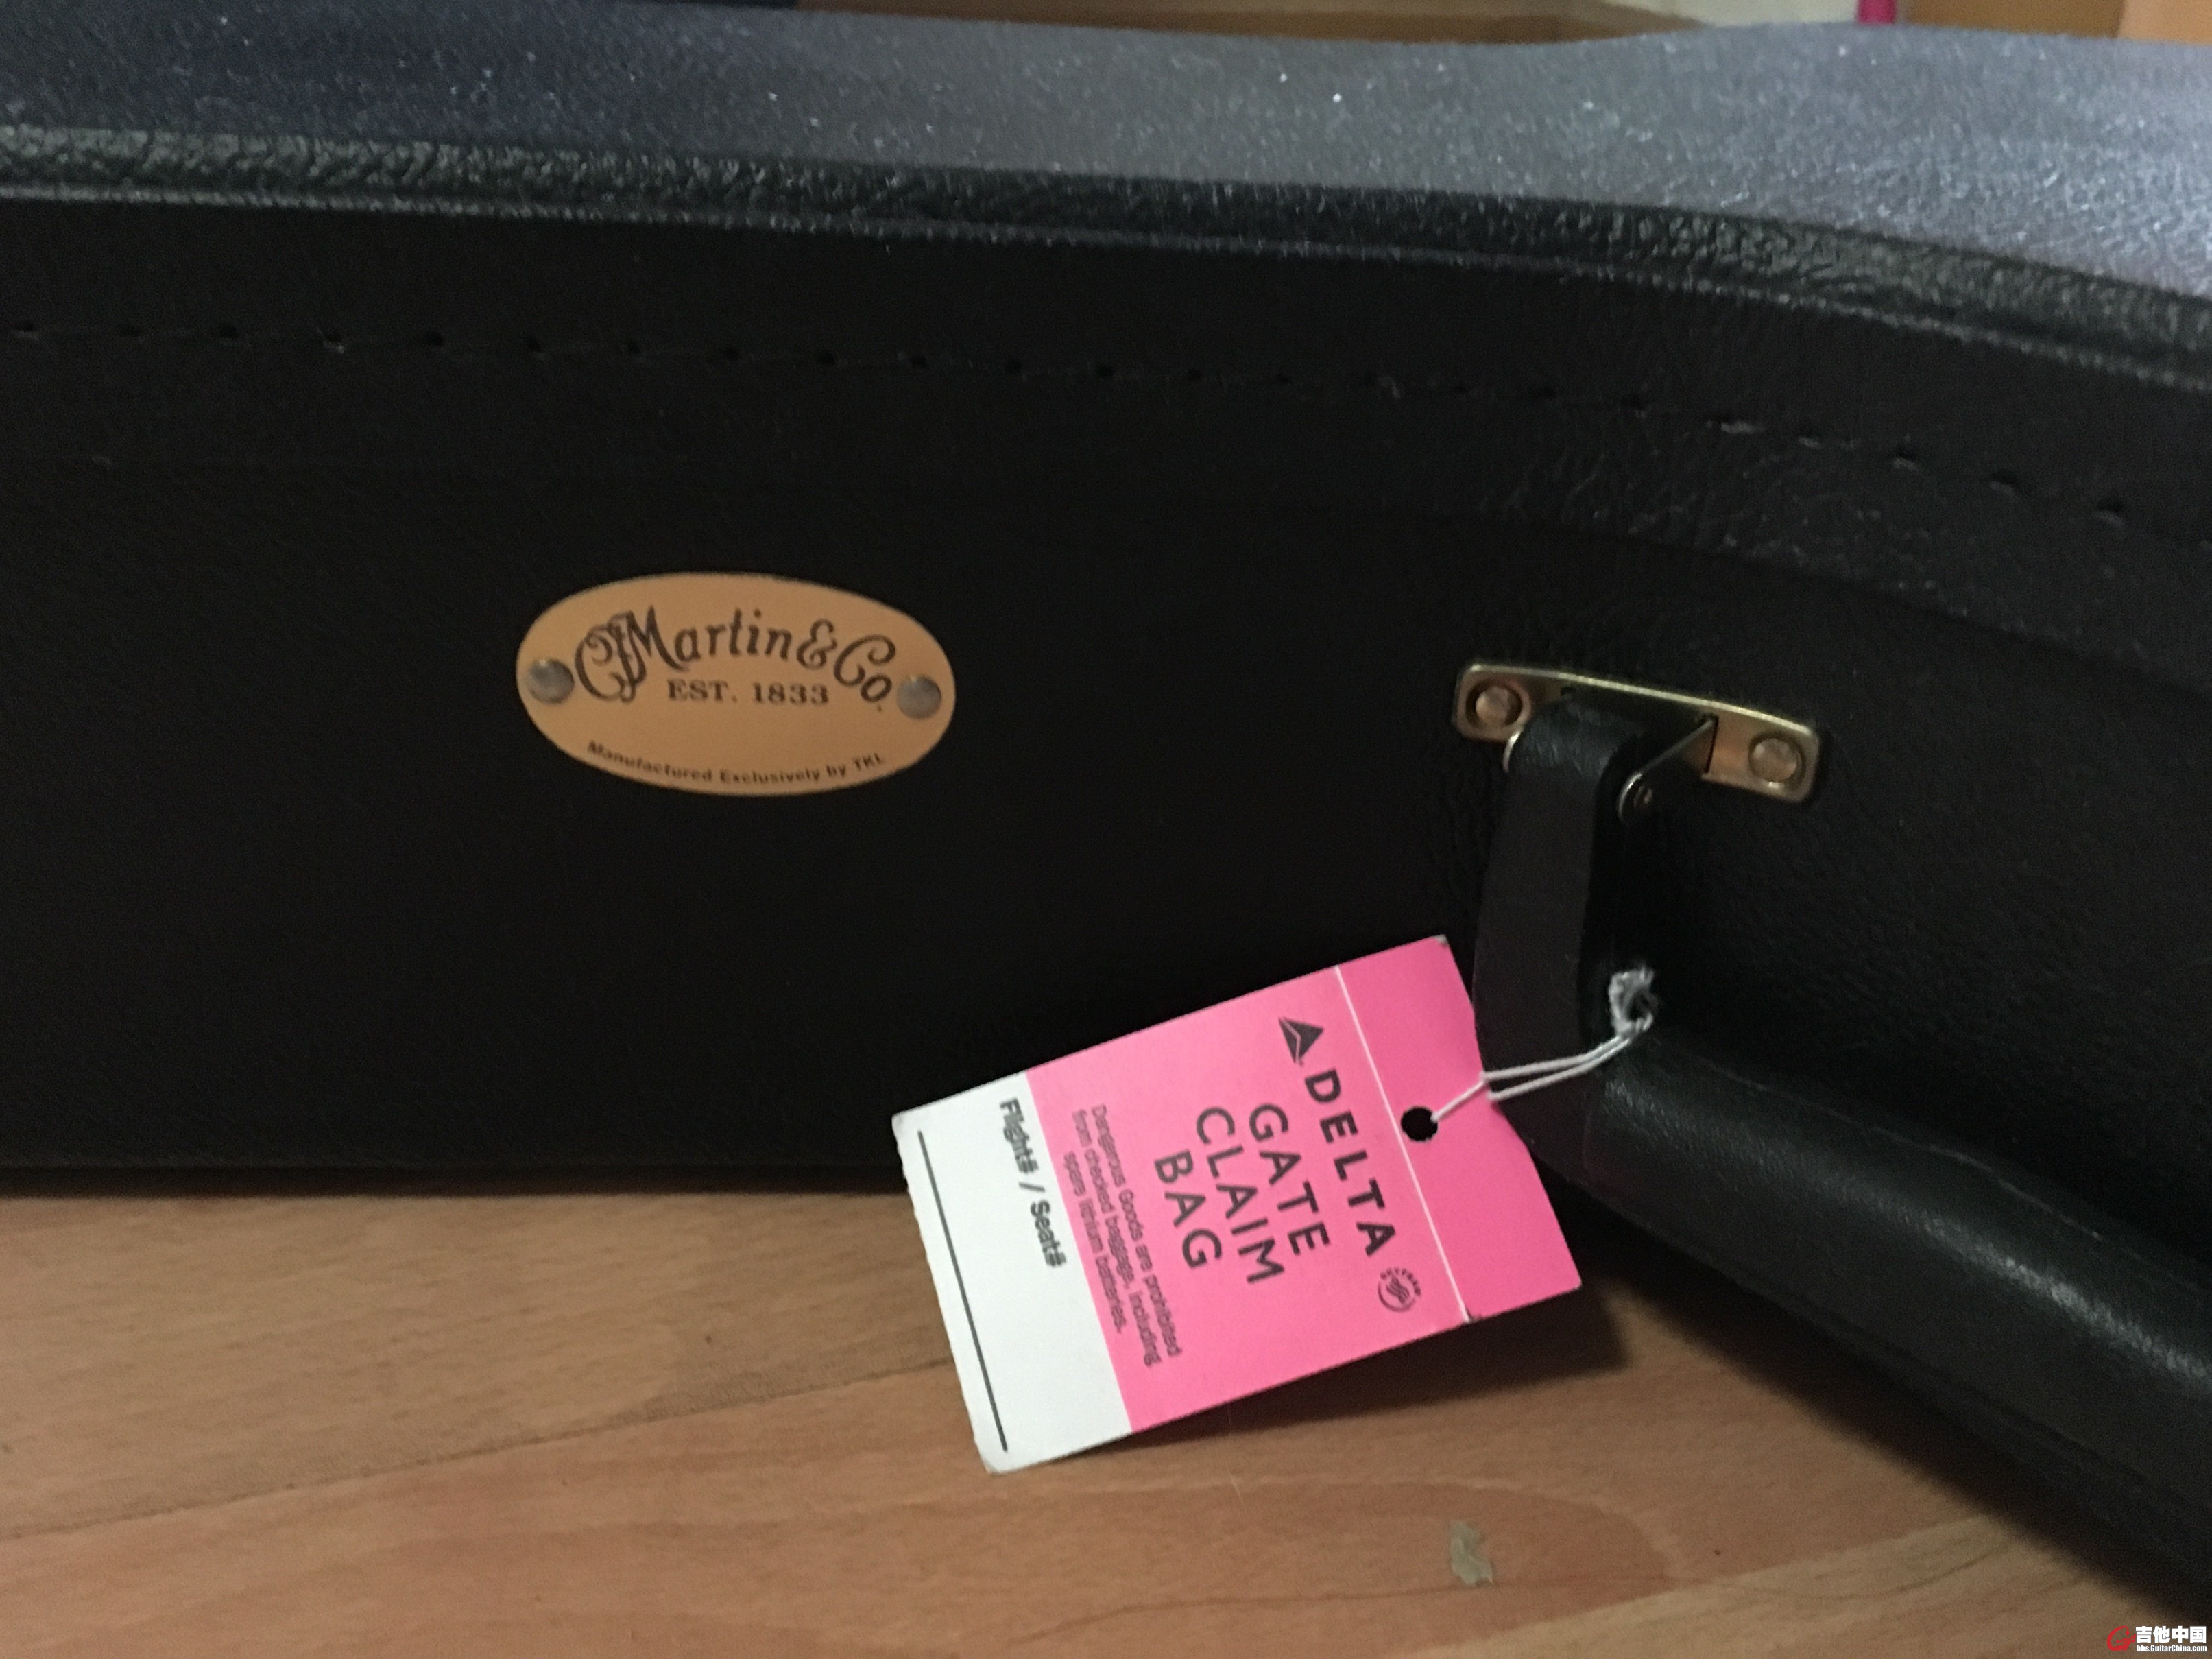 CFMartin & Co.
EST. 1833
Manufactured Exclusively by TKL
DELTA
GATE
CLAIM
BAG
Dangerous Goods are prohibited
from checked baggage, including
spare lithium batteries.
Flight# / Seat#
吉他中国
bbs.GuitarChina.com